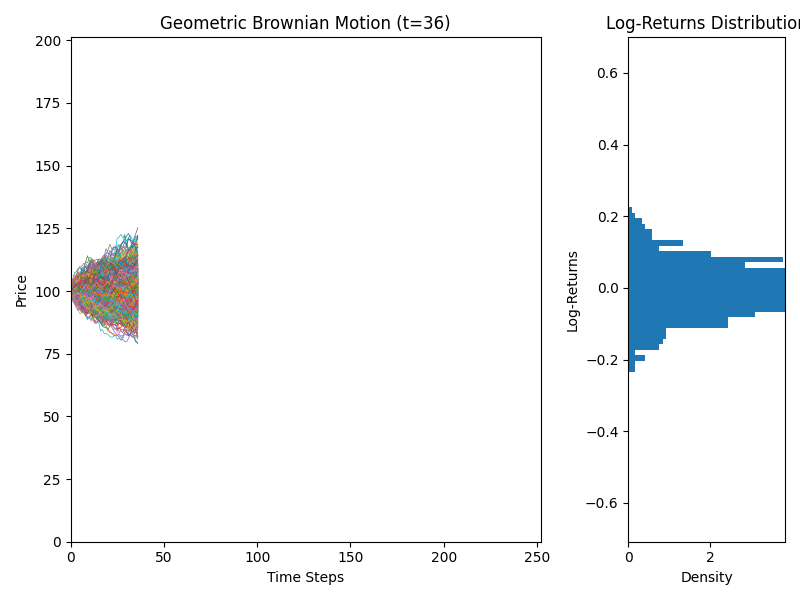 Geometric Brownian Motion (t=36)
Log-Returns Distribution
200
175
150
125
100
75
50
25
0
Price
0 50 100 150 200 250
Time Steps
0.6
0.4
0.2
0.0
−0.2
−0.4
−0.6
Log-Returns
0 2
Density